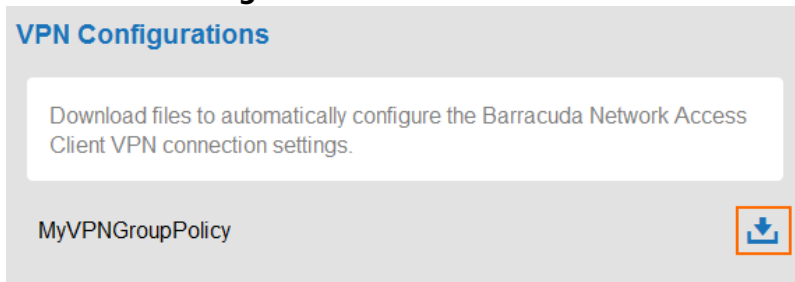 VPN Configurations
Download files to automatically configure the Barracuda Network Access
Client VPN connection settings.
MyVPNGroupPolicy